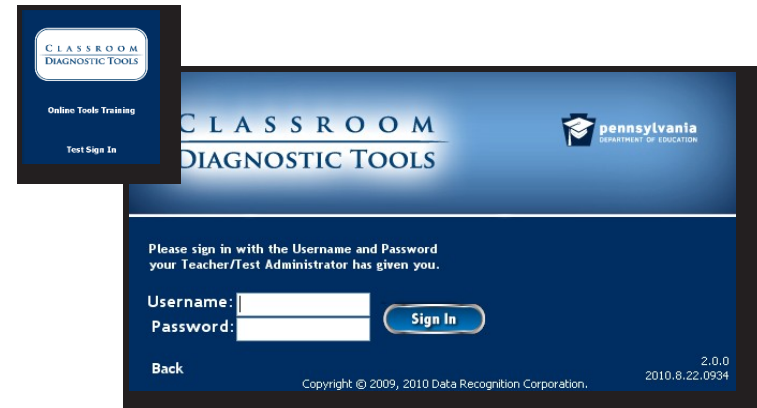 CLASSROOM
DIAGNOSTIC TOOLS
Online Tools Training
Test Sign In
CLASSROOM
DIAGNOSTIC TOOLS
pennsylvania
DEPARTMENT OF EDUCATION
Please sign in with the Username and Password
your Teacher/Test Administrator has given you.
Username:
Sign In
Password:
Back
2.0.0
2010.8.22.0934
Copyright © 2009, 2010 Data Recognition Corporation.